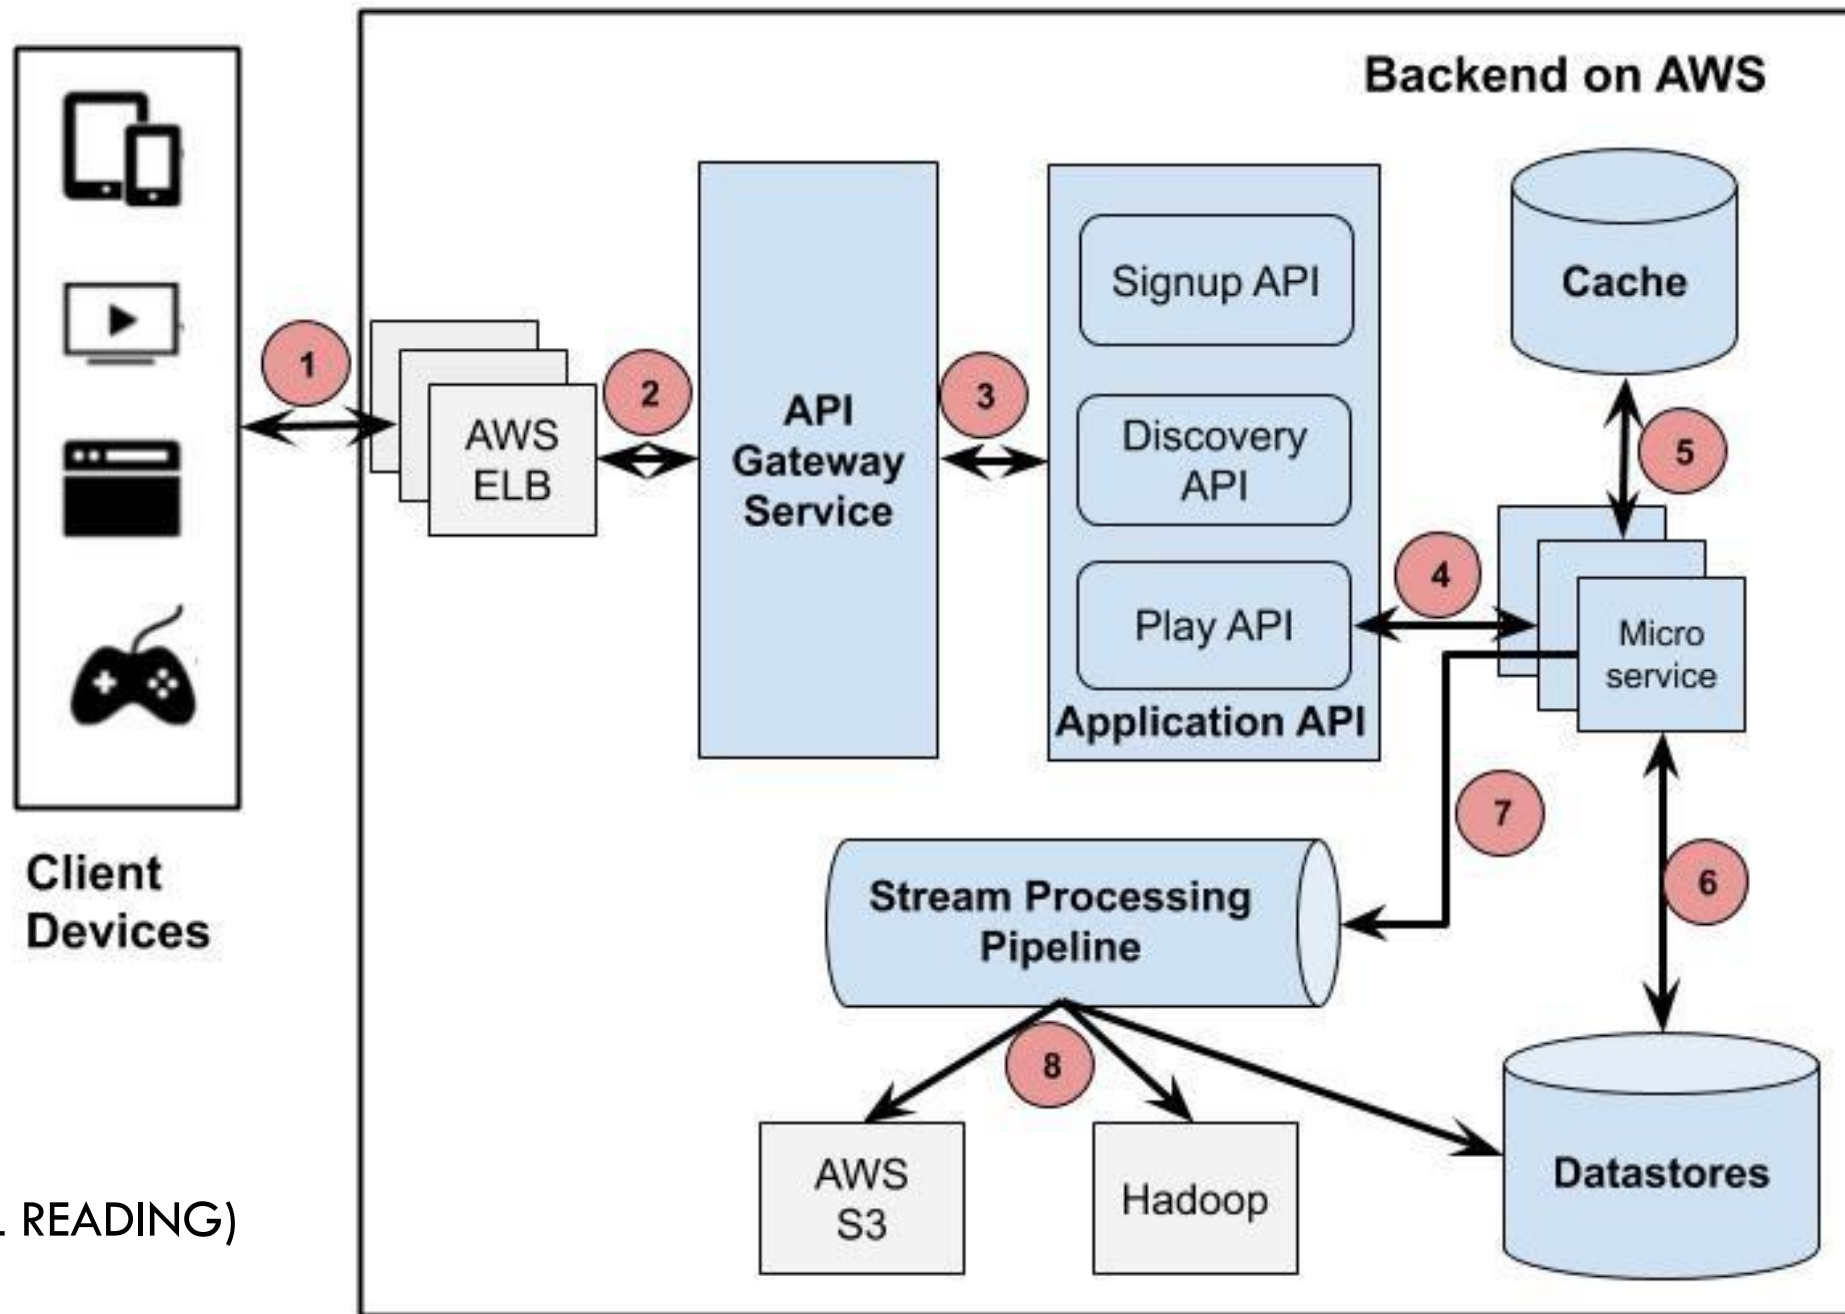 Backend on AWS
Client
Devices
1
AWS
ELB
2
API
Gateway
Service
3
Signup API
Discovery
API
Play API
Application API
4
Cache
5
Micro
service
6
7
Stream Processing
Pipeline
8
AWS
S3
Hadoop
Datastores
READING)